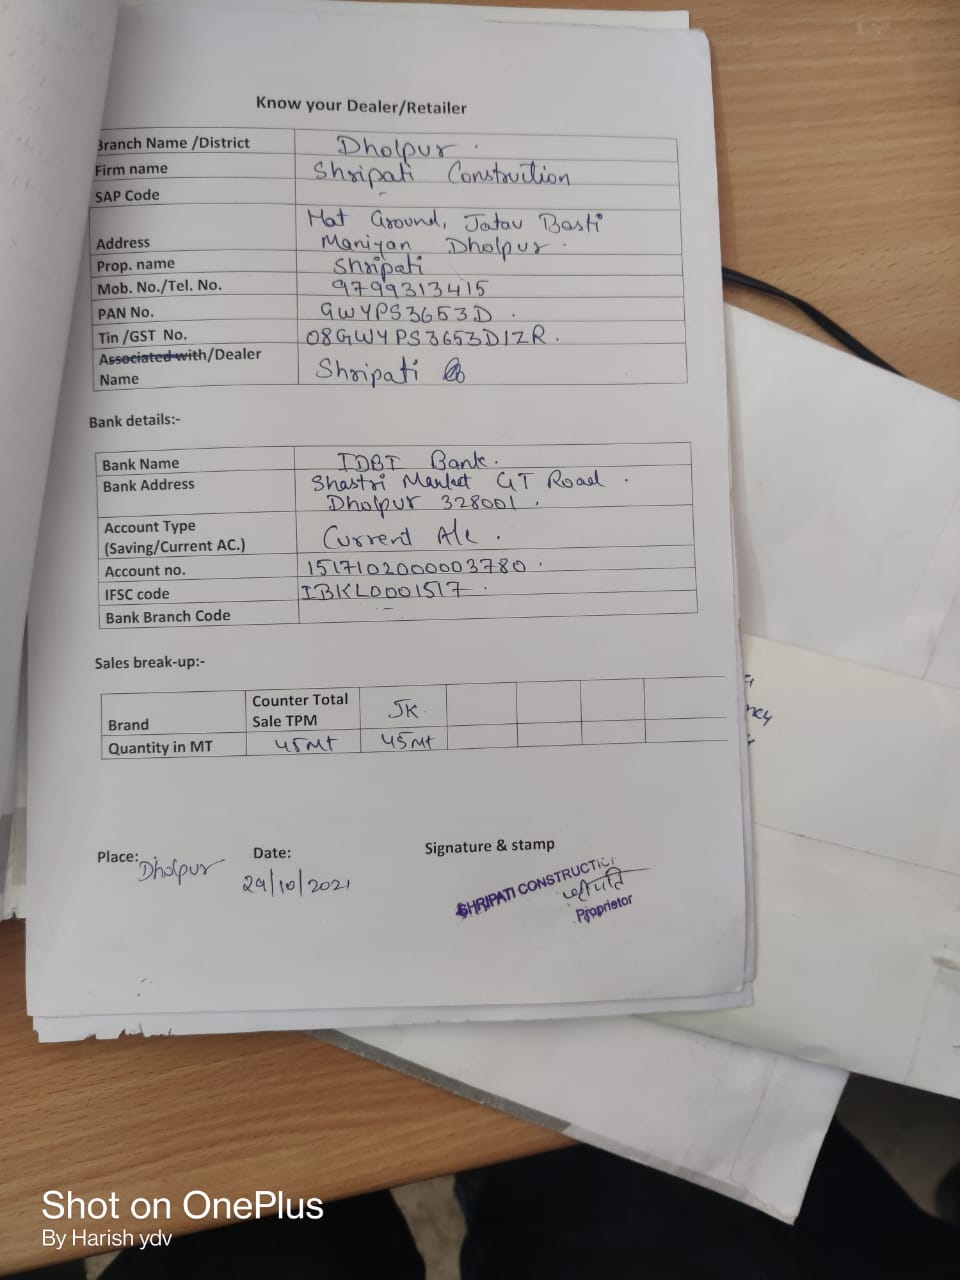 Know your Dealer/Retailer
Branch Name /District Dholpur
Firm name Shripati Construction
SAP Code -
Address Hat Ground, Jatav Basti
Maniyan Dholpur.
Prop. name Shripati
Mob. No./Tel. No. 9799313415
PAN No. GWYPS3653D.
Tin /GST No. 08GWYPS3653D1ZR.
Associated with/Dealer
Name Shripati
Bank details:-
Bank Name IDBI Bank.
Bank Address Shastri Market GT Road.
Dholpur 328001.
Account Type
(Saving/Current AC.) Current A/c.
Account no. 1517102000003780.
IFSC code IBKL0001517.
Bank Branch Code -
Sales break-up:-
Brand Counter Total
Sale TPM JK.
Quantity in MT 45MT 45MT
Place: Dholpur Date: 29/10/2021 Signature & stamp
SHRIPATI CONSTRUCTION
श्रीपति
Proprietor
Shot on OnePlus
By Harish ydv